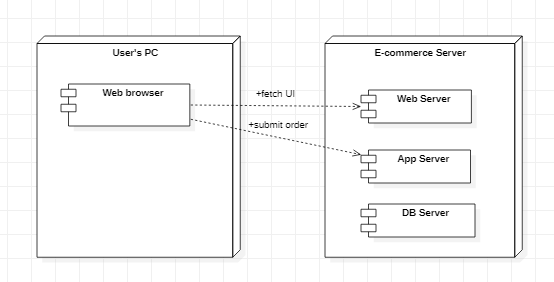 User's PC
E-commerce Server
Web browser
+fetch UI
Web Server
+submit order
App Server
DB Server